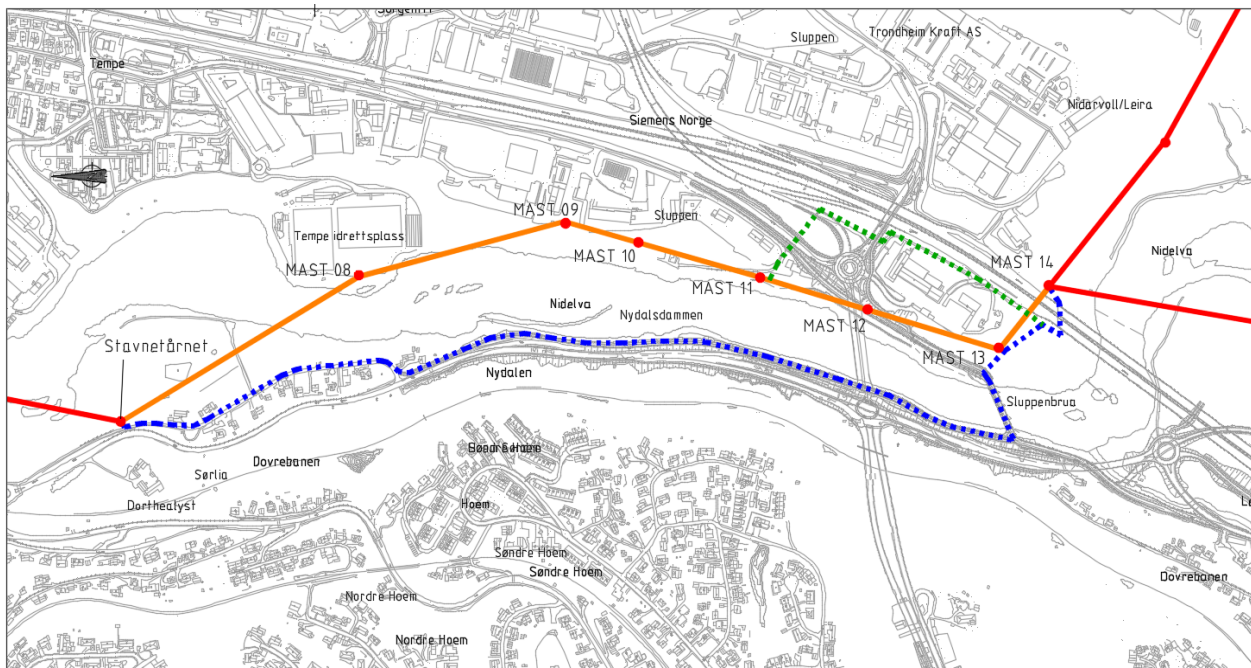 Sluppen
Trondheim Kraft AS
Tempe
Nidarvoll/Leira
Siemens Norge
MAST 09
Sluppen
Tempe idrettsplass
MAST 10
Nidelva
MAST 08
MAST 14
MAST 11
Nidelva
Nydalsdammen
MAST 12
Stavnetårnet
MAST 13
Nydalen
Sluppenbrua
Dovrebanen
Sørlia
Hoem
Dorthealyst
Søndre Hoem
Søndre Hoem
Dovrebanen
Nordre Hoem
Nordre Hoem